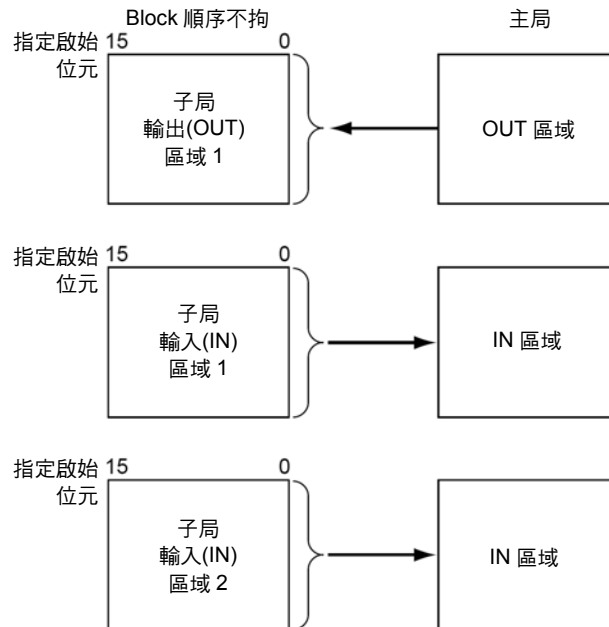 Block 順序不拘
主局
指定啟始 15 0
位元
子局
輸出(OUT)
區域 1
OUT 區域
指定啟始 15 0
位元
子局
輸入(IN)
區域 1
IN 區域
指定啟始 15 0
位元
子局
輸入(IN)
區域 2
IN 區域